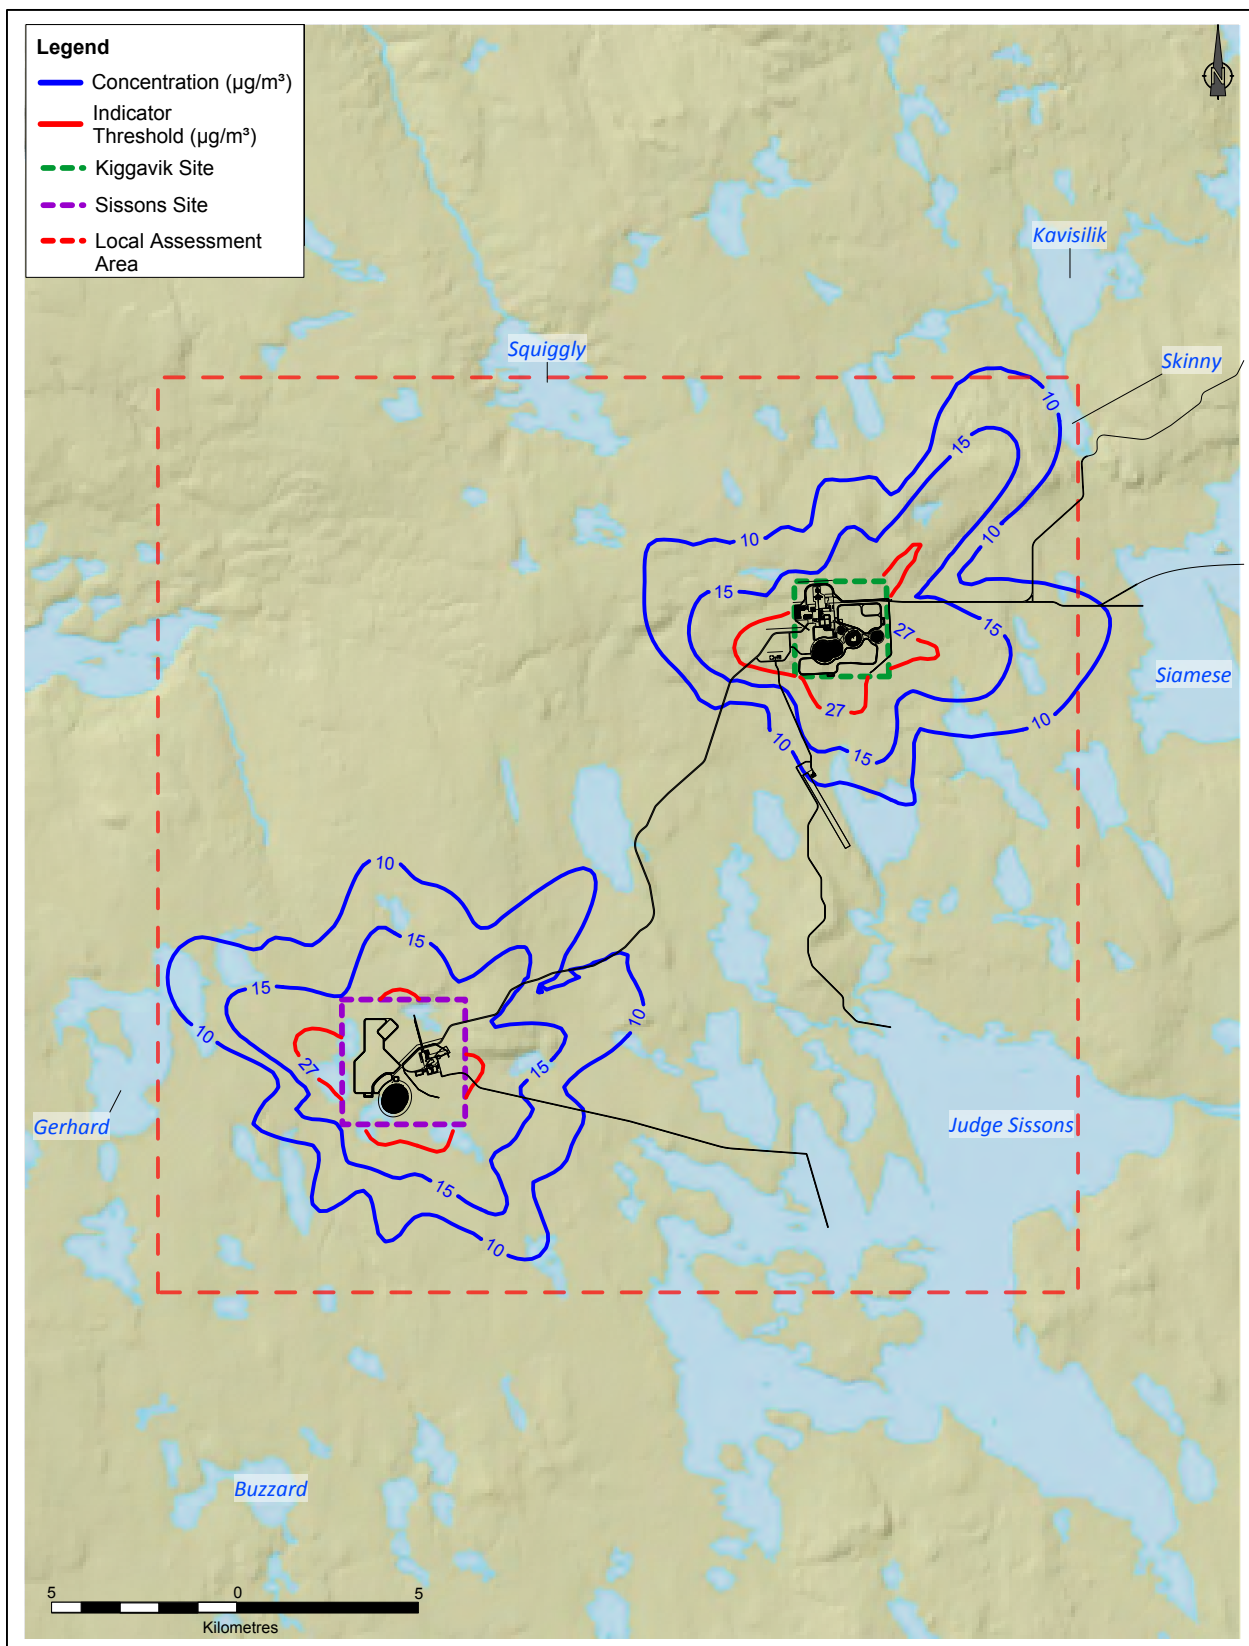 Legend
Concentration (µg/m³)
Indicator
Threshold (µg/m³)
Kiggavik Site
Sissons Site
Local Assessment
Area
N
Kavisilik
Squiggly
Skinny
10
15
10
10
15
15
27
Siamese
27
10
10
15
10
15
15
10
10
15
27
Gerhard
Judge Sissons
15
10
Buzzard
5 0 5
Kilometres